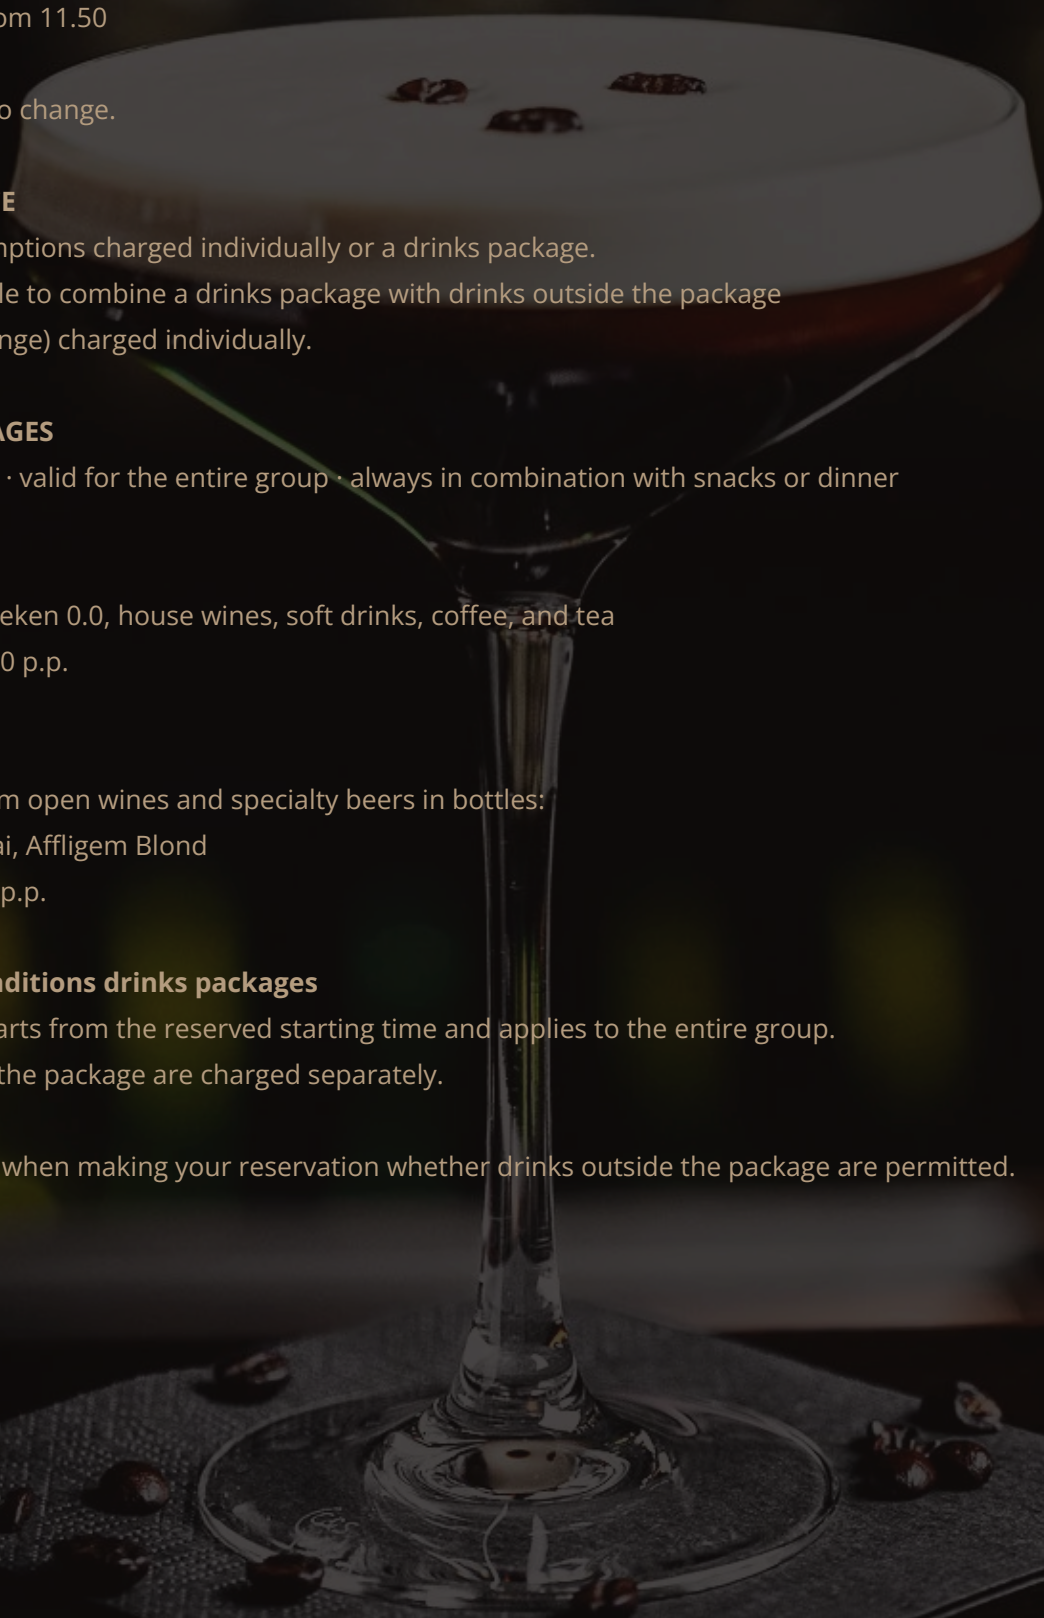 om 11.50
o change.
E
mptions charged individually or a drinks package.
le to combine a drinks package with drinks outside the package
nge) charged individually.
AGES
· valid for the entire group · always in combination with snacks or dinner
eken 0.0, house wines, soft drinks, coffee, and tea
0 p.p.
m open wines and specialty beers in bottles:
ai, Affligem Blond
p.p.
nditions drinks packages
arts from the reserved starting time and applies to the entire group.
the package are charged separately.
when making your reservation whether drinks outside the package are permitted.